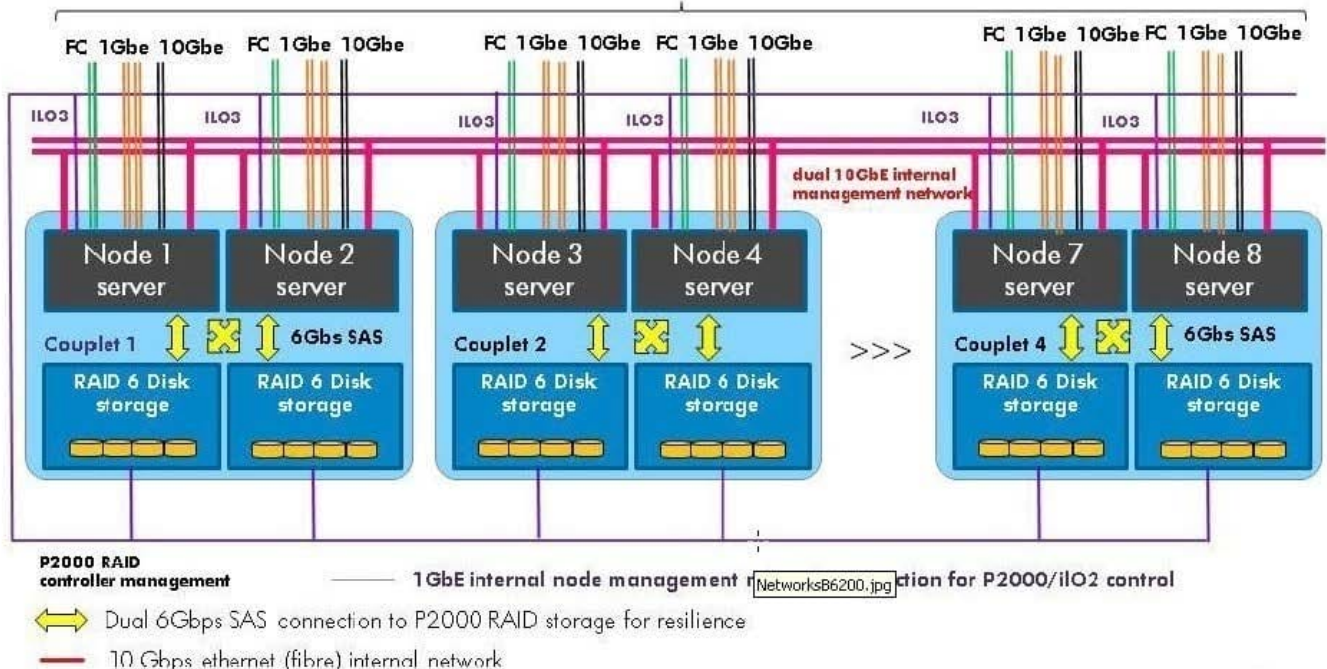 FC 1Gbe 10Gbe
FC 1Gbe 10Gbe
FC 1Gbe 10Gbe
FC 1Gbe 10Gbe
FC 1Gbe 10Gbe
FC 1Gbe 10Gbe
ILO3
ILO3
ILO3
ILO3
ILO3
ILO3
dual 10GbE internal
management network
Node 1
server
Node 2
server
Node 3
server
Node 4
server
Node 7
server
Node 8
server
Couplet 1
6Gbs SAS
Couplet 2
>>>
Couplet 4
6Gbs SAS
RAID 6 Disk
storage
RAID 6 Disk
storage
RAID 6 Disk
storage
RAID 6 Disk
storage
RAID 6 Disk
storage
RAID 6 Disk
storage
P2000 RAID
controller management
1GbE internal node management
NetworksB6200.jpg
ction for P2000/ilO2 control
Dual 6Gbps SAS connection to P2000 RAID storage for resilience
10 Gbps ethernet (fibre) internal network